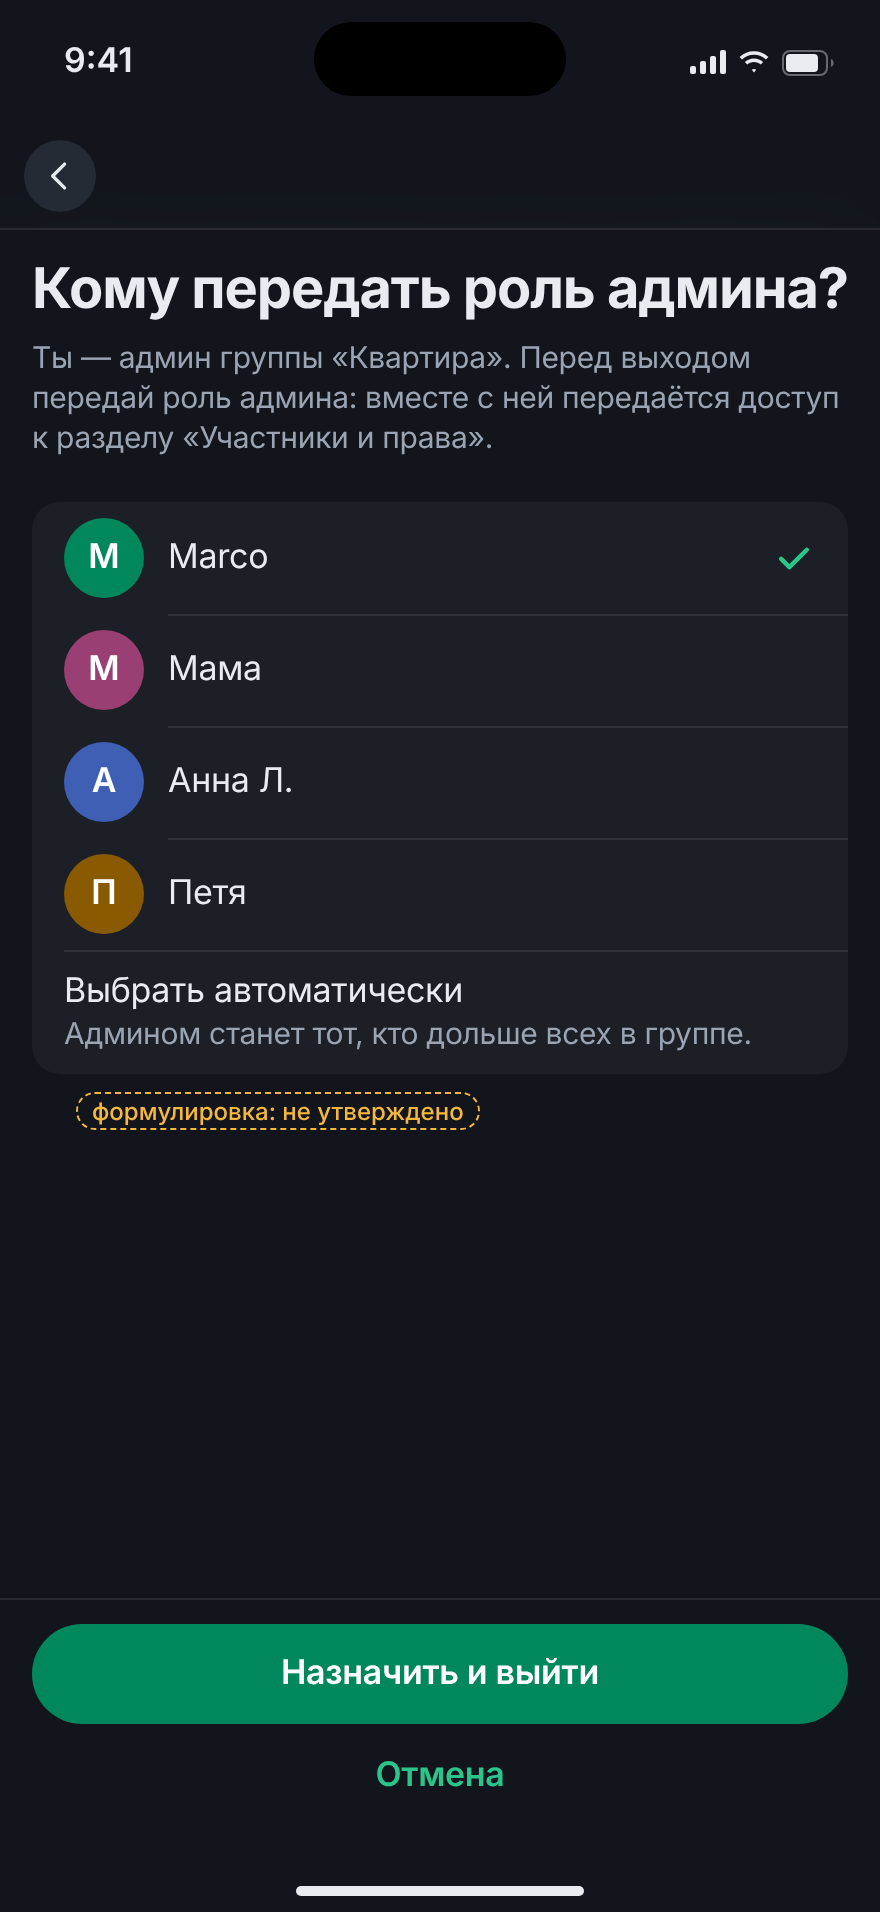 9:41
Кому передать роль админа?
Ты — админ группы «Квартира». Перед выходом
передай роль админа: вместе с ней передаётся доступ
к разделу «Участники и права».
M Marco
М Мама
А Анна Л.
П Петя
Выбрать автоматически
Админом станет тот, кто дольше всех в группе.
формулировка: не утверждено
Назначить и выйти
Отмена